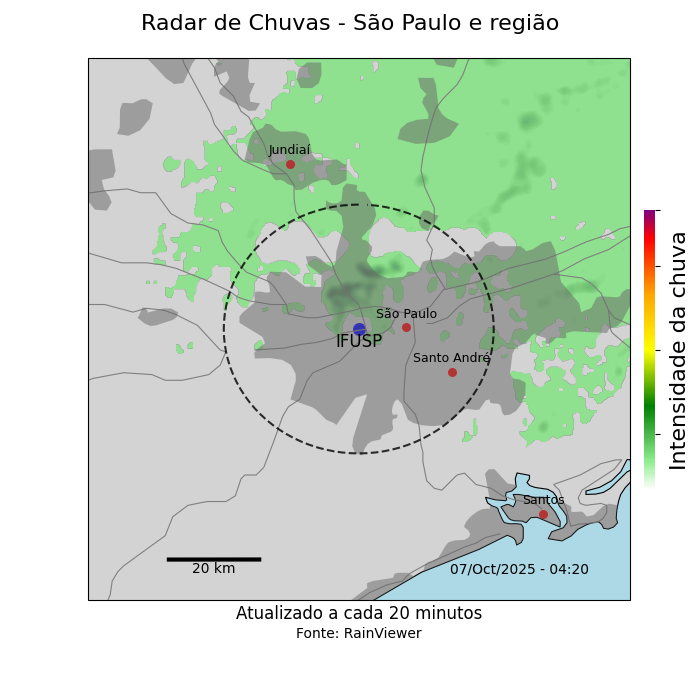 Radar de Chuvas - São Paulo e região
Jundiaí
São Paulo
IFUSP
Santo André
Santos
20 km
07/Oct/2025 - 04:20
Intensidade da chuva
Atualizado a cada 20 minutos
Fonte: RainViewer